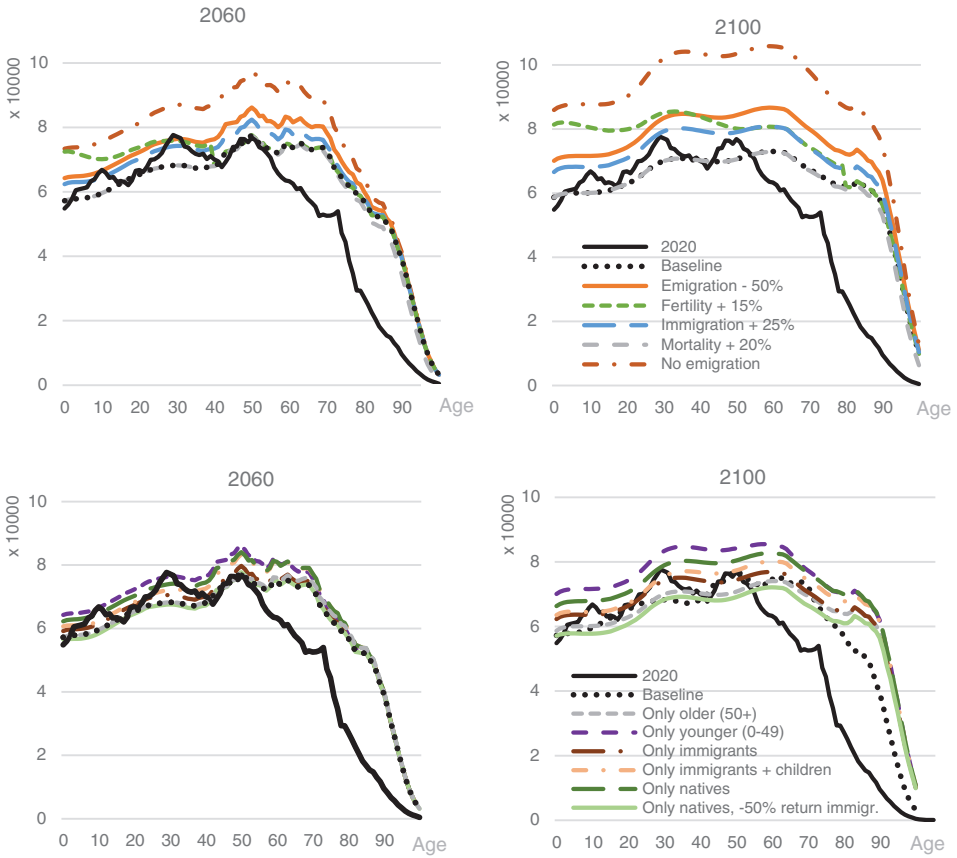 2060
x 10000
10
8
6
4
2
0
0 10 20 30 40 50 60 70 80 90 Age
2100
x 10000
10
8
6
4
2
0
2020
Baseline
Emigration - 50%
Fertility + 15%
Immigration + 25%
Mortality + 20%
No emigration
0 10 20 30 40 50 60 70 80 90 Age
2060
x 10000
10
8
6
4
2
0
0 10 20 30 40 50 60 70 80 90 Age
2100
x 10000
10
8
6
4
2
0
2020
Baseline
Only older (50+)
Only younger (0-49)
Only immigrants
Only immigrants + children
Only natives
Only natives, -50% return immigr.
0 10 20 30 40 50 60 70 80 90 Age